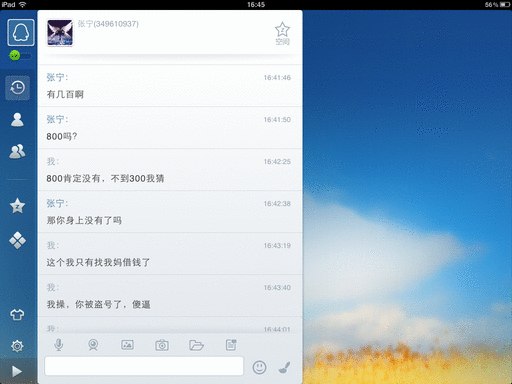 iPad
16:45
56%
张宁(349610937)
空间
张宁: 16:41:46
有几百啊
张宁: 16:41:50
800吗?
我: 16:42:25
800肯定没有，不到300我猜
张宁: 16:42:38
那你身上没有了吗
我: 16:43:19
这个我只有找我妈借钱了
我: 16:43:40
我操，你被盗号了，傻逼
我: 16:44:01